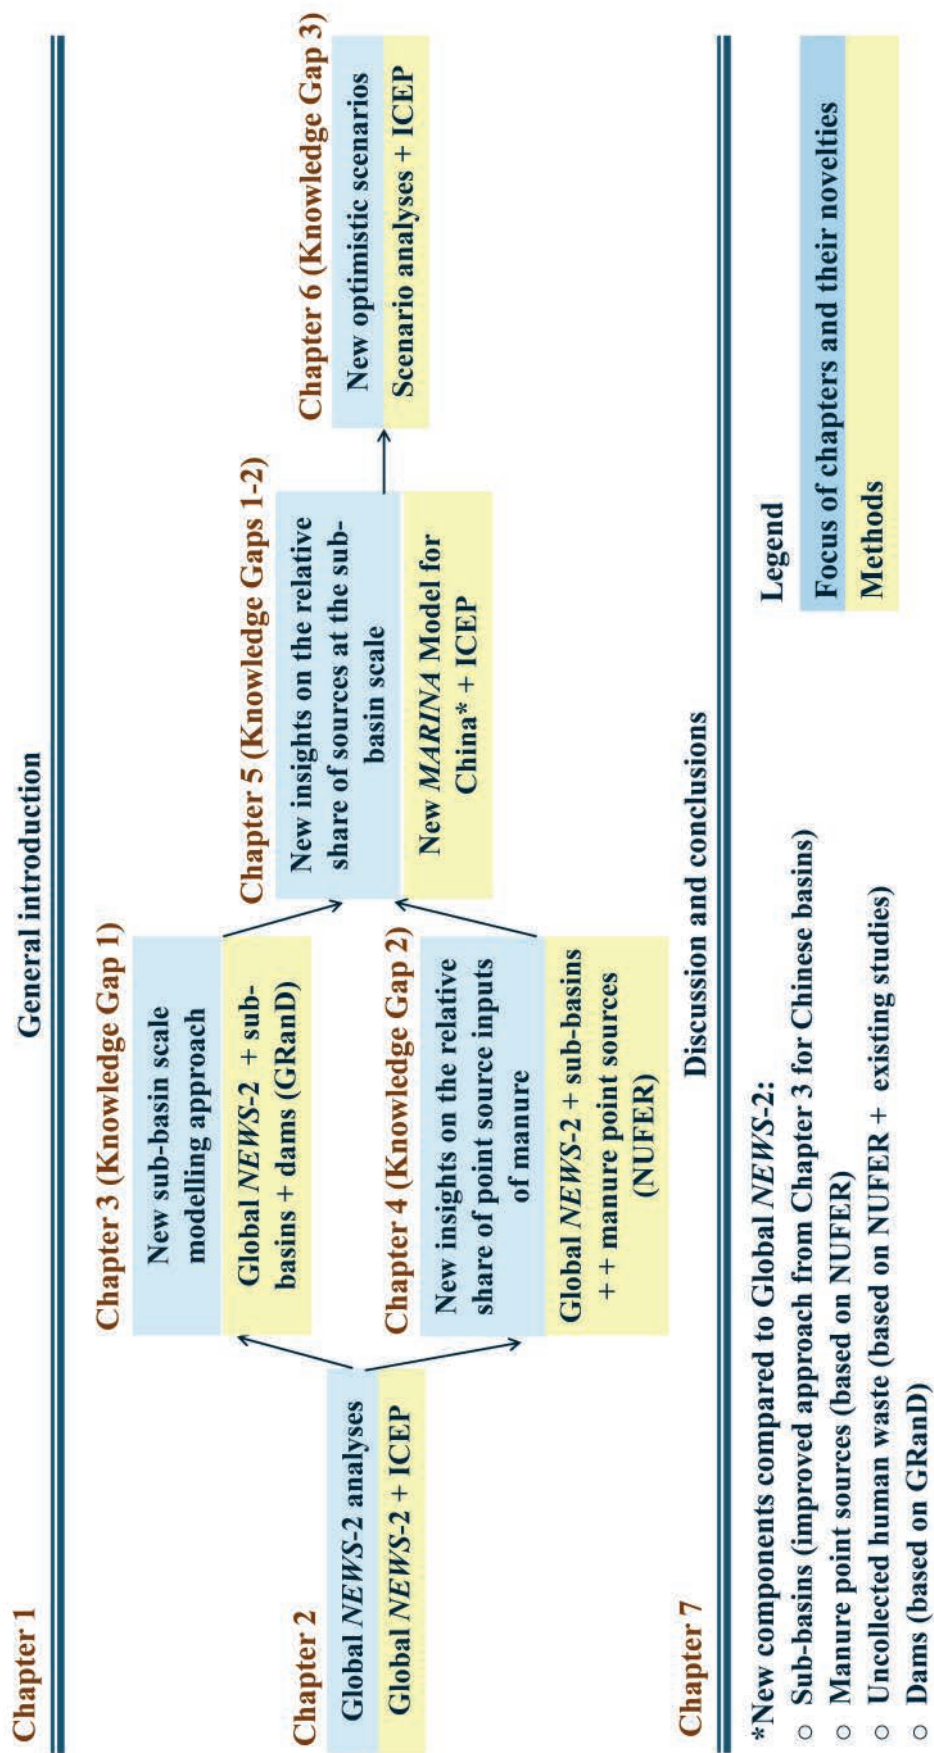 Chapter 1
General introduction
Chapter 2
Global NEWS-2 analyses
Global NEWS-2 + ICEP
Chapter 3 (Knowledge Gap 1)
New sub-basin scale
modelling approach
Global NEWS-2 + sub-
basins + dams (GRanD)
Chapter 4 (Knowledge Gap 2)
New insights on the relative
share of point source inputs
of manure
Global NEWS-2 + sub-basins
+ + manure point sources
(NUFER)
Chapter 5 (Knowledge Gaps 1-2)
New insights on the relative
share of sources at the sub-
basin scale
New MARINA Model for
China* + ICEP
Chapter 6 (Knowledge Gap 3)
New optimistic scenarios
Scenario analyses + ICEP
Chapter 7
Discussion and conclusions
*New components compared to Global NEWS-2:
○ Sub-basins (improved approach from Chapter 3 for Chinese basins)
○ Manure point sources (based on NUFER)
○ Uncollected human waste (based on NUFER + existing studies)
○ Dams (based on GRanD)
Legend
Focus of chapters and their novelties
Methods